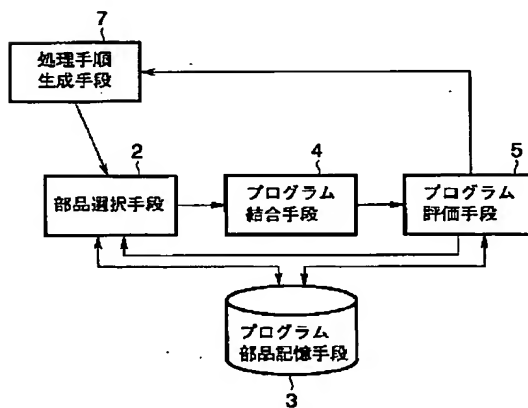 7
処理手順
生成手段
2
部品選択手段
4
プログラム
結合手段
5
プログラム
評価手段
プログラム
部品記憶手段
3